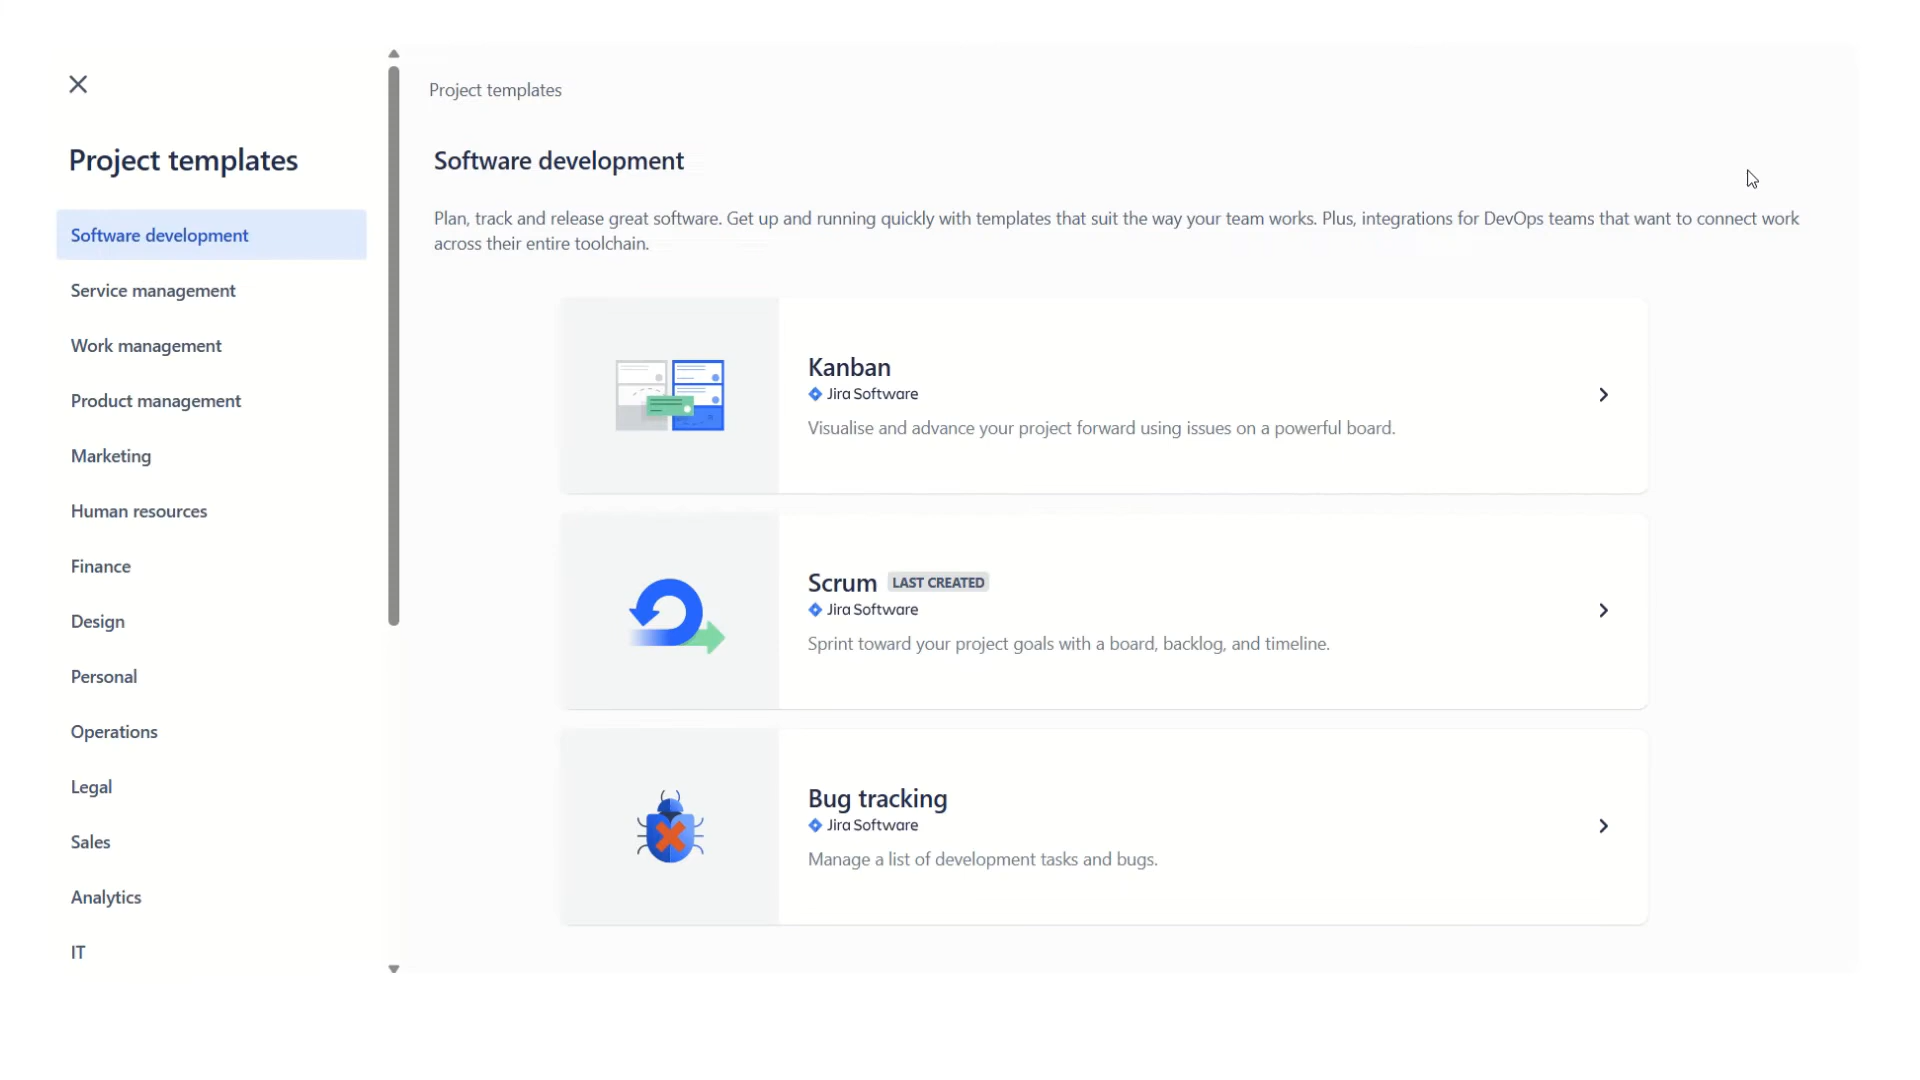 Project templates
Software development
Service management
Work management
Product management
Marketing
Human resources
Finance
Design
Personal
Operations
Legal
Sales
Analytics
IT
Project templates
Software development
Plan, track and release great software. Get up and running quickly with templates that suit the way your team works. Plus, integrations for DevOps teams that want to connect work
across their entire toolchain.
Kanban
Jira Software
Visualise and advance your project forward using issues on a powerful board.
Scrum LAST CREATED
Jira Software
Sprint toward your project goals with a board, backlog, and timeline.
Bug tracking
Jira Software
Manage a list of development tasks and bugs.